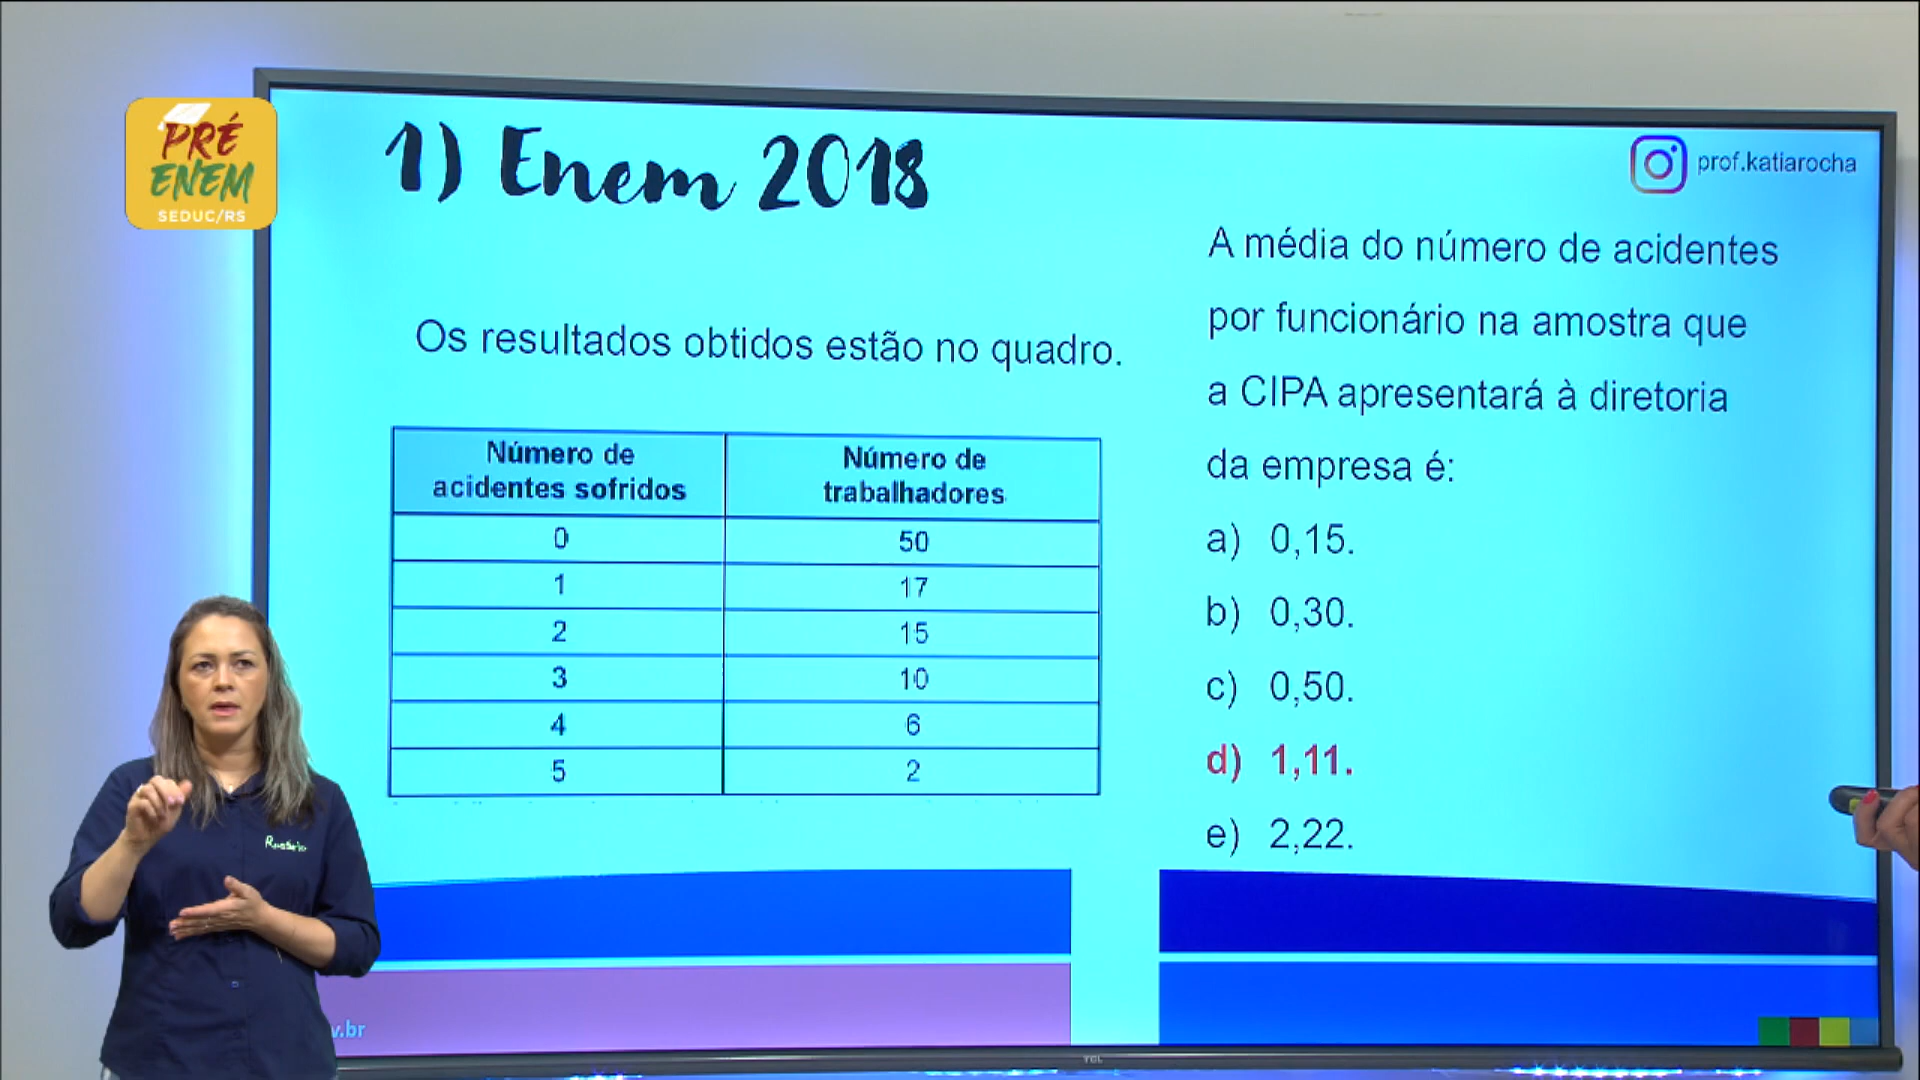 PRÉ
ENEM
SEDUC/RS
1) Enem 2018
prof.katiarocha
Os resultados obtidos estão no quadro.
Número de acidentes sofridos Número de trabalhadores
0 50
1 17
2 15
3 10
4 6
5 2
A média do número de acidentes
por funcionário na amostra que
a CIPA apresentará à diretoria
da empresa é:
a) 0,15.
b) 0,30.
c) 0,50.
d) 1,11.
e) 2,22.
v.br
TCL